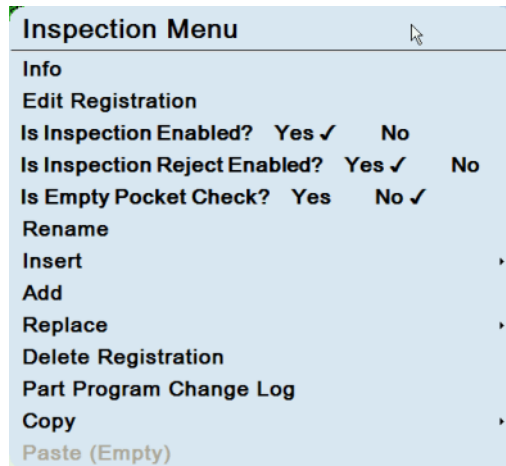 Inspection Menu
Info
Edit Registration
Is Inspection Enabled? Yes ✓ No
Is Inspection Reject Enabled? Yes ✓ No
Is Empty Pocket Check? Yes No ✓
Rename
Insert
Add
Replace
Delete Registration
Part Program Change Log
Copy
Paste (Empty)